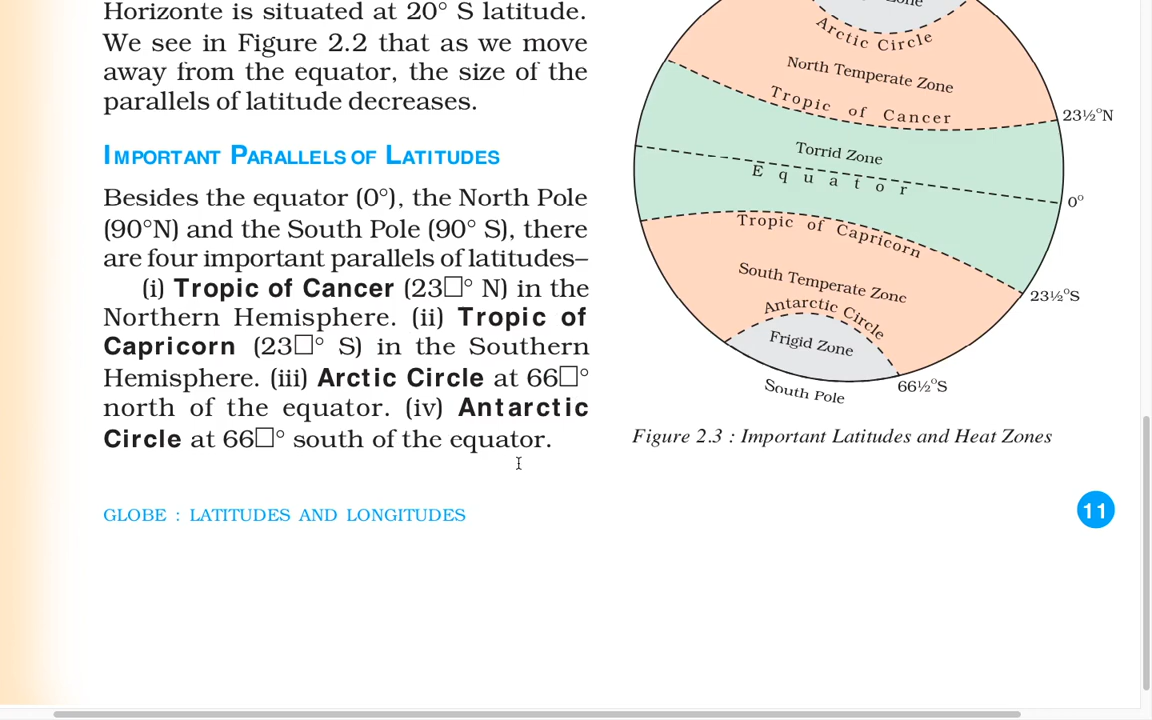 Horizonte is situated at 20° S latitude.
We see in Figure 2.2 that as we move
away from the equator, the size of the
parallels of latitude decreases.
IMPORTANT PARALLELS OF LATITUDES
Besides the equator (0°), the North Pole
(90°N) and the South Pole (90° S), there
are four important parallels of latitudes–
(i) Tropic of Cancer (23□° N) in the
Northern Hemisphere. (ii) Tropic of
Capricorn (23□° S) in the Southern
Hemisphere. (iii) Arctic Circle at 66□°
north of the equator. (iv) Antarctic
Circle at 66□° south of the equator.
Arctic Circle
North Temperate Zone
Tropic of Cancer
23½°N
Torrid Zone
Equator
0°
Tropic of Capricorn
South Temperate Zone
23½°S
Antarctic Circle
Frigid Zone
66½°S
South Pole
Figure 2.3 : Important Latitudes and Heat Zones
GLOBE : LATITUDES AND LONGITUDES
11